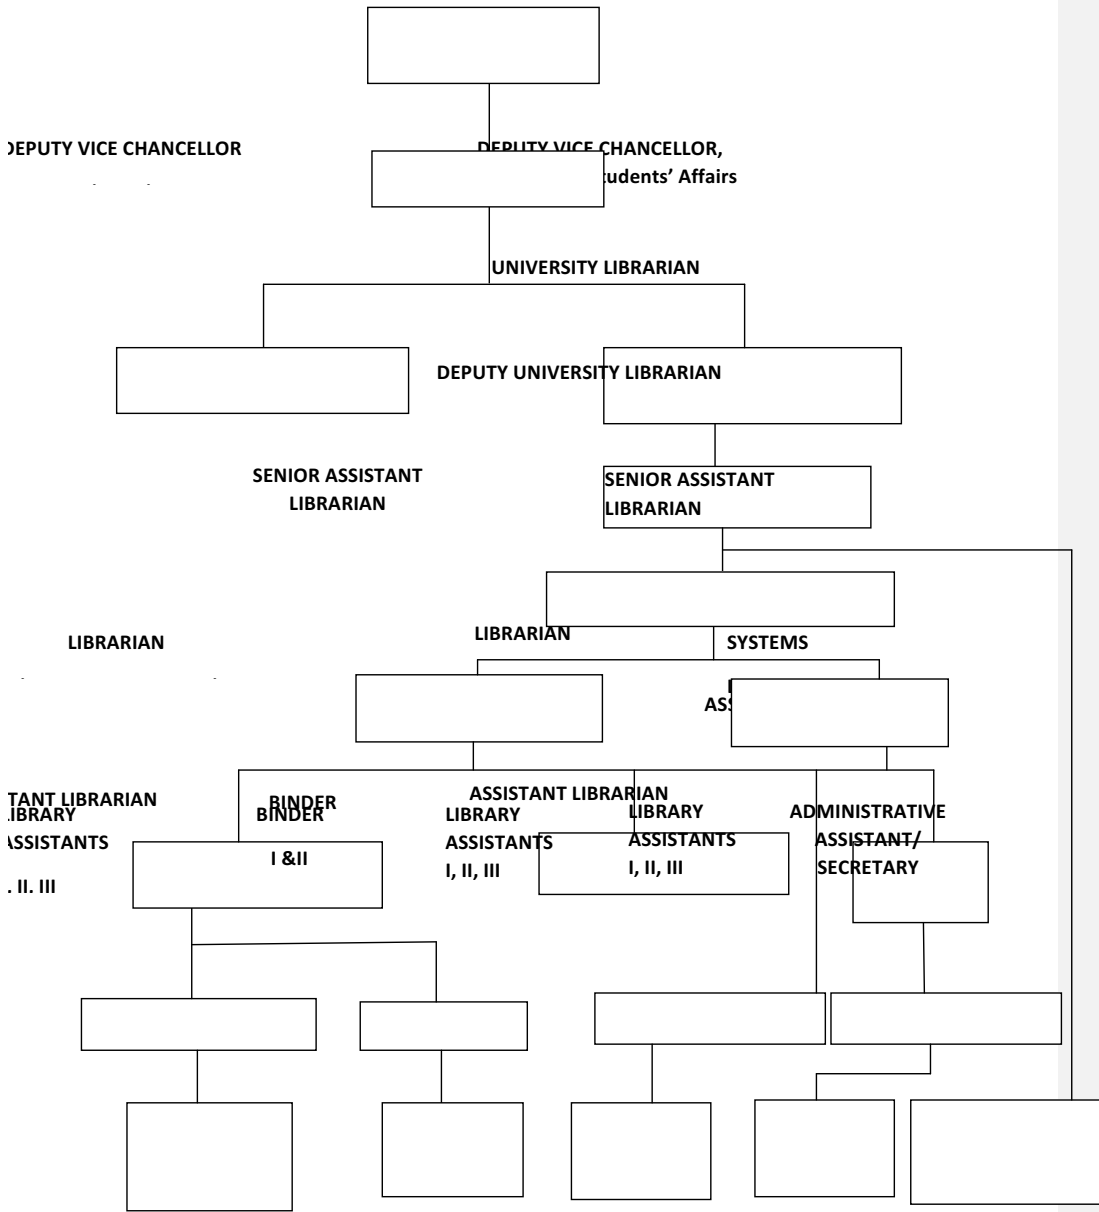 DEPUTY VICE CHANCELLOR
DEPUTY VICE CHANCELLOR,
tudents’ Affairs
UNIVERSITY LIBRARIAN
DEPUTY UNIVERSITY LIBRARIAN
SENIOR ASSISTANT
LIBRARIAN
SENIOR ASSISTANT
LIBRARIAN
LIBRARIAN
LIBRARIAN
SYSTEMS
ASS
TANT LIBRARIAN
LIBRARY
ASSISTANTS
. II. III
BINDER
BINDER
I &II
ASSISTANT LIBRARIAN
LIBRARY
ASSISTANTS
I, II, III
LIBRARY
ASSISTANTS
I, II, III
ADMINISTRATIVE
ASSISTANT/
SECRETARY